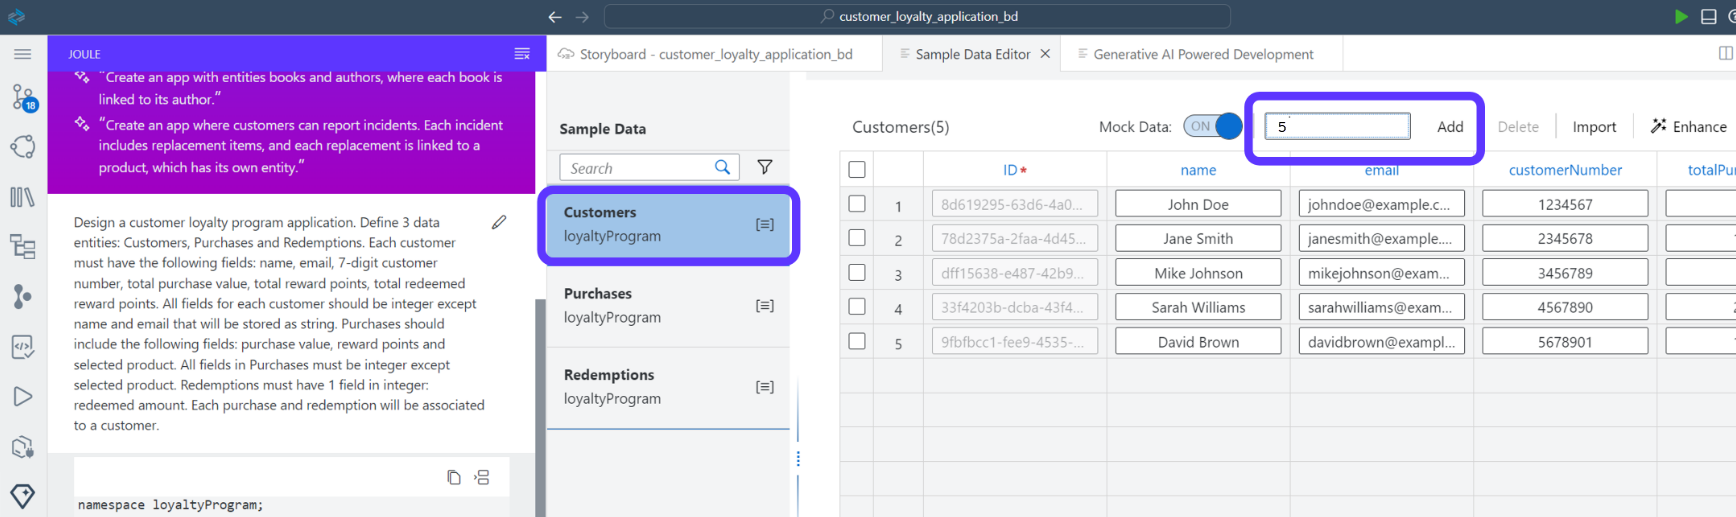 customer_loyalty_application_bd
JOULE
Storyboard - customer_loyalty_application_bd
Sample Data Editor
Generative AI Powered Development
18
"Create an app with entities books and authors, where each book is
linked to its author."
"Create an app where customers can report incidents. Each incident
includes replacement items, and each replacement is linked to a
product, which has its own entity."
Design a customer loyalty program application. Define 3 data
entities: Customers, Purchases and Redemptions. Each customer
must have the following fields: name, email, 7-digit customer
number, total purchase value, total reward points, total redeemed
reward points. All fields for each customer should be integer except
name and email that will be stored as string. Purchases should
include the following fields: purchase value, reward points and
selected product. All fields in Purchases must be integer except
selected product. Redemptions must have 1 field in integer:
redeemed amount. Each purchase and redemption will be associated
to a customer.
namespace loyaltyProgram;
Sample Data
Search
Customers
loyaltyProgram
Purchases
loyaltyProgram
Redemptions
loyaltyProgram
Customers(5)
Mock Data: ON 5 Add Delete Import Enhance
ID* name email customerNumber totalPur
1 8d619295-63d6-4a0... John Doe johndoe@example.c... 1234567
2 78d2375a-2faa-4d45... Jane Smith janesmith@example.... 2345678
3 dff15638-e487-42b9... Mike Johnson mikejohnson@exam... 3456789
4 33f4203b-dcba-43f4... Sarah Williams sarahwilliams@exam... 4567890
5 9fbfbcc1-fee9-4535-... David Brown davidbrown@exampl... 5678901